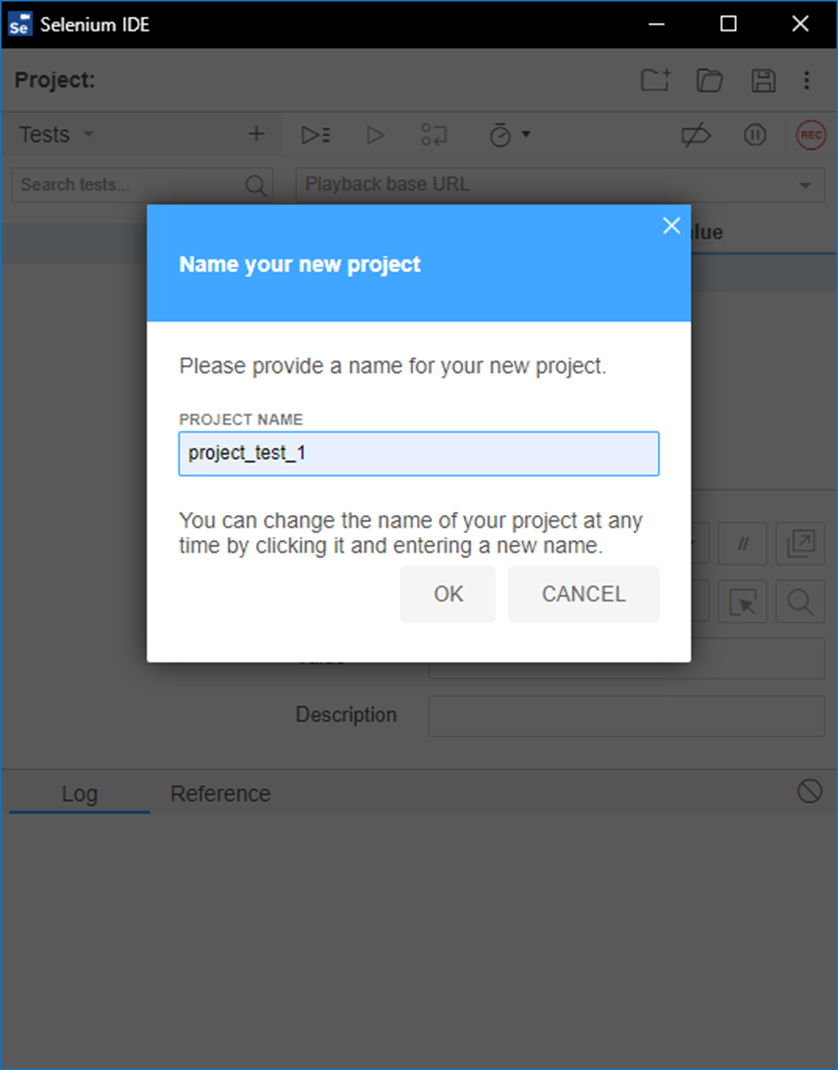 Se Selenium IDE
Project:
Tests
REC
Search tests...
Playback base URL
lue
Name your new project
Please provide a name for your new project.
PROJECT NAME
project_test_1
You can change the name of your project at any
time by clicking it and entering a new name.
//
OK CANCEL
Description
Log Reference